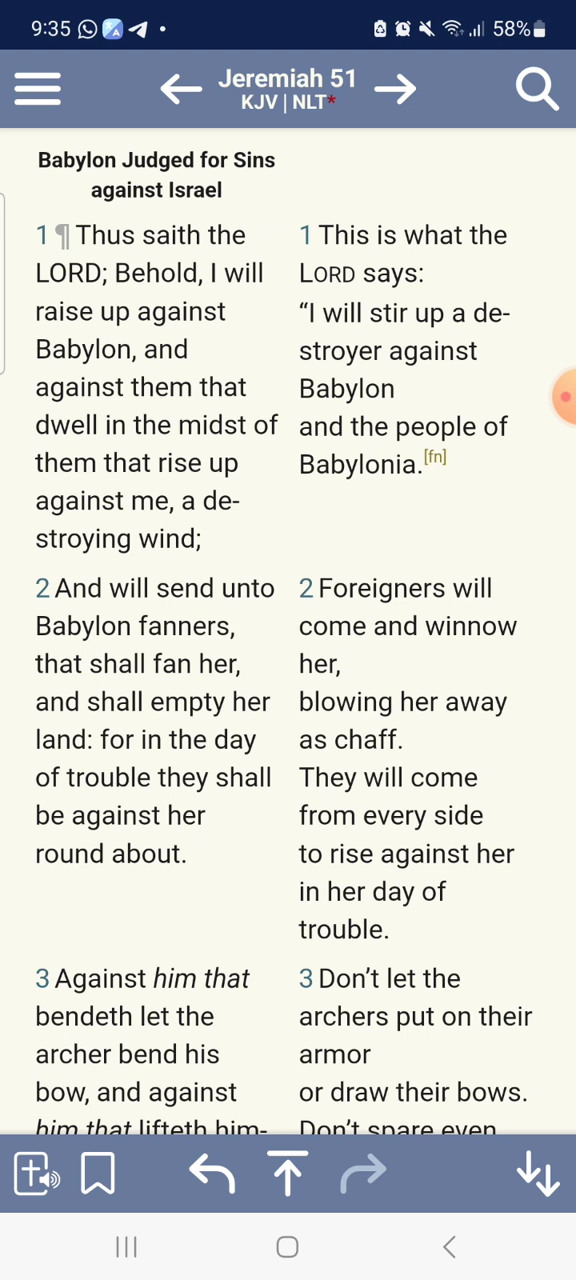 9:35
58%
Jeremiah 51
KJV | NLT*
Babylon Judged for Sins
against Israel
1 ¶ Thus saith the
LORD; Behold, I will
raise up against
Babylon, and
against them that
dwell in the midst of
them that rise up
against me, a de-
stroying wind;
1 This is what the
LORD says:
“I will stir up a de-
stroyer against
Babylon
and the people of
Babylonia.[fn]
2 And will send unto
Babylon fanners,
that shall fan her,
and shall empty her
land: for in the day
of trouble they shall
be against her
round about.
2 Foreigners will
come and winnow
her,
blowing her away
as chaff.
They will come
from every side
to rise against her
in her day of
trouble.
3 Against him that
bendeth let the
archer bend his
bow, and against
him that lifteth him-
3 Don’t let the
archers put on their
armor
or draw their bows.
Don’t spare even